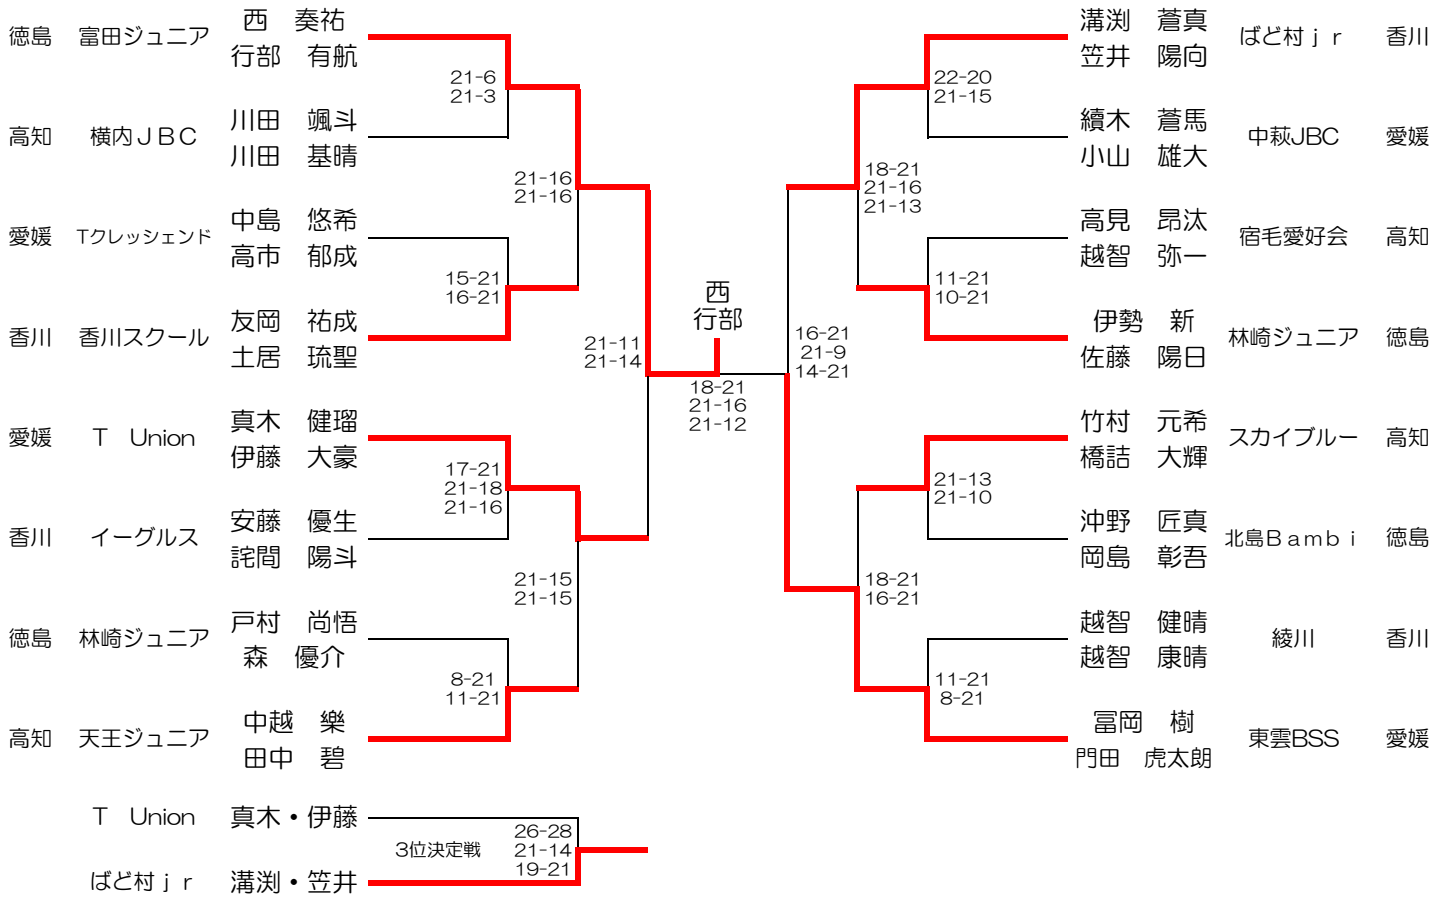 徳島 富田ジュニア 西 奏祐
行部 有航
21-6
21-3
高知 横内ＪＢＣ 川田 颯斗
川田 基晴
21-16
21-16
愛媛 Tクレッシェンド 中島 悠希
高市 郁成
15-21
16-21
香川 香川スクール 友岡 祐成
土居 琉聖
21-11
21-14
愛媛 T Union 真木 健瑠
伊藤 大豪
17-21
21-18
21-16
香川 イーグルス 安藤 優生
詫間 陽斗
21-15
21-15
徳島 林崎ジュニア 戸村 尚悟
森 優介
8-21
11-21
高知 天王ジュニア 中越 樂
田中 碧
西
行部
18-21
21-16
21-12
溝渕 蒼真 ばど村ｊｒ 香川
笠井 陽向
22-20
21-15
續木 蒼馬 中萩JBC 愛媛
小山 雄大
18-21
21-16
21-13
高見 昂汰 宿毛愛好会 高知
越智 弥一
11-21
10-21
伊勢 新 林崎ジュニア 徳島
佐藤 陽日
16-21
21-9
14-21
竹村 元希 スカイブルー 高知
橋詰 大輝
21-13
21-10
沖野 匠真 北島Ｂａｍｂｉ 徳島
岡島 彰吾
18-21
16-21
越智 健晴 綾川 香川
越智 康晴
11-21
8-21
冨岡 樹 東雲BSS 愛媛
門田 虎太朗
T Union 真木・伊藤
3位決定戦
26-28
21-14
19-21
ばど村ｊｒ 溝渕・笠井